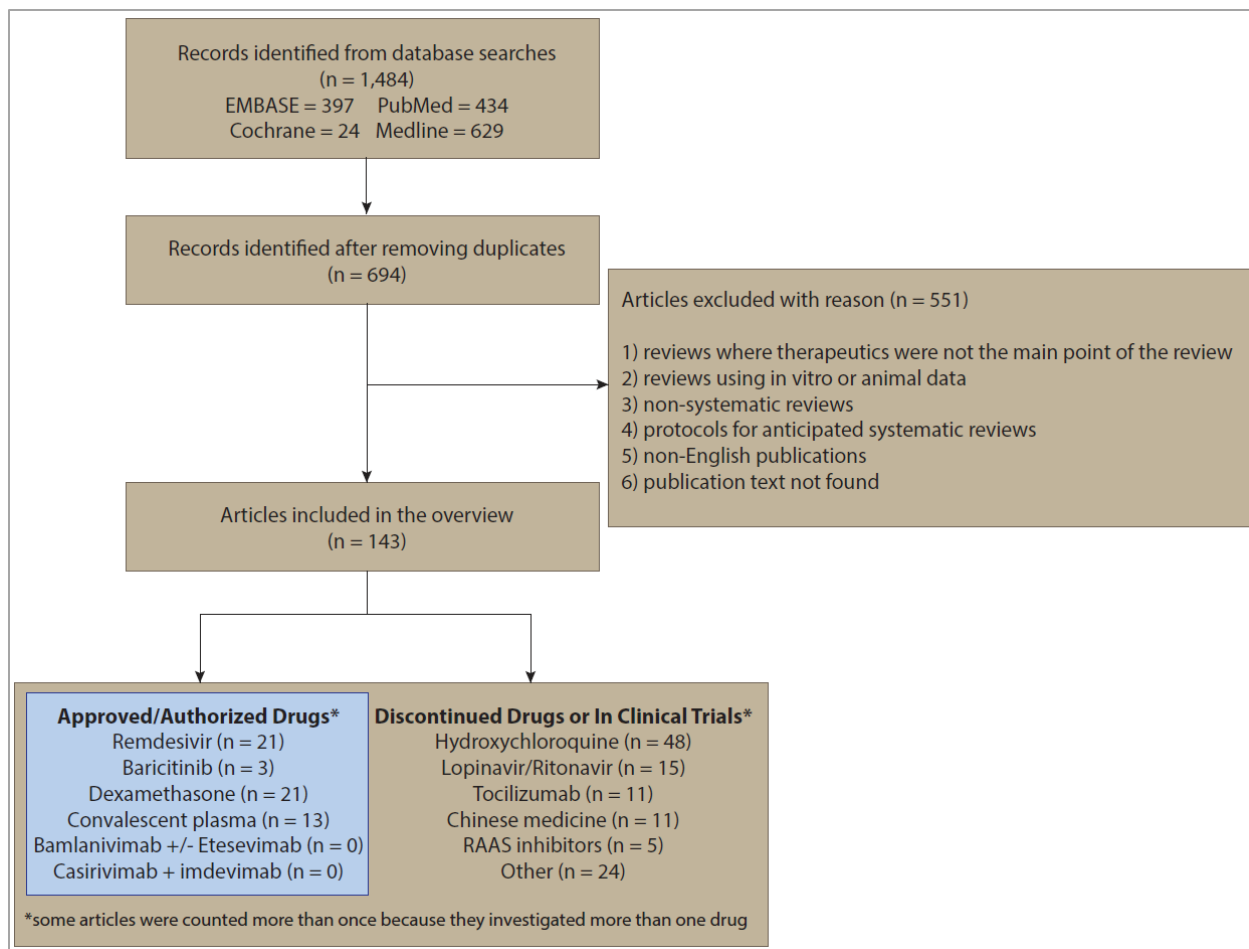 Records identified from database searches
(n = 1,484)
EMBASE = 397 PubMed = 434
Cochrane = 24 Medline = 629
Records identified after removing duplicates
(n = 694)
Articles excluded with reason (n = 551)
1) reviews where therapeutics were not the main point of the review
2) reviews using in vitro or animal data
3) non-systematic reviews
4) protocols for anticipated systematic reviews
5) non-English publications
6) publication text not found
Articles included in the overview
(n = 143)
Approved/Authorized Drugs*
Remdesivir (n = 21)
Baricitinib (n = 3)
Dexamethasone (n = 21)
Convalescent plasma (n = 13)
Bamlanivimab +/- Etesevimab (n = 0)
Casirivimab + imdevimab (n = 0)
Discontinued Drugs or In Clinical Trials*
Hydroxychloroquine (n = 48)
Lopinavir/Ritonavir (n = 15)
Tocilizumab (n = 11)
Chinese medicine (n = 11)
RAAS inhibitors (n = 5)
Other (n = 24)
*some articles were counted more than once because they investigated more than one drug